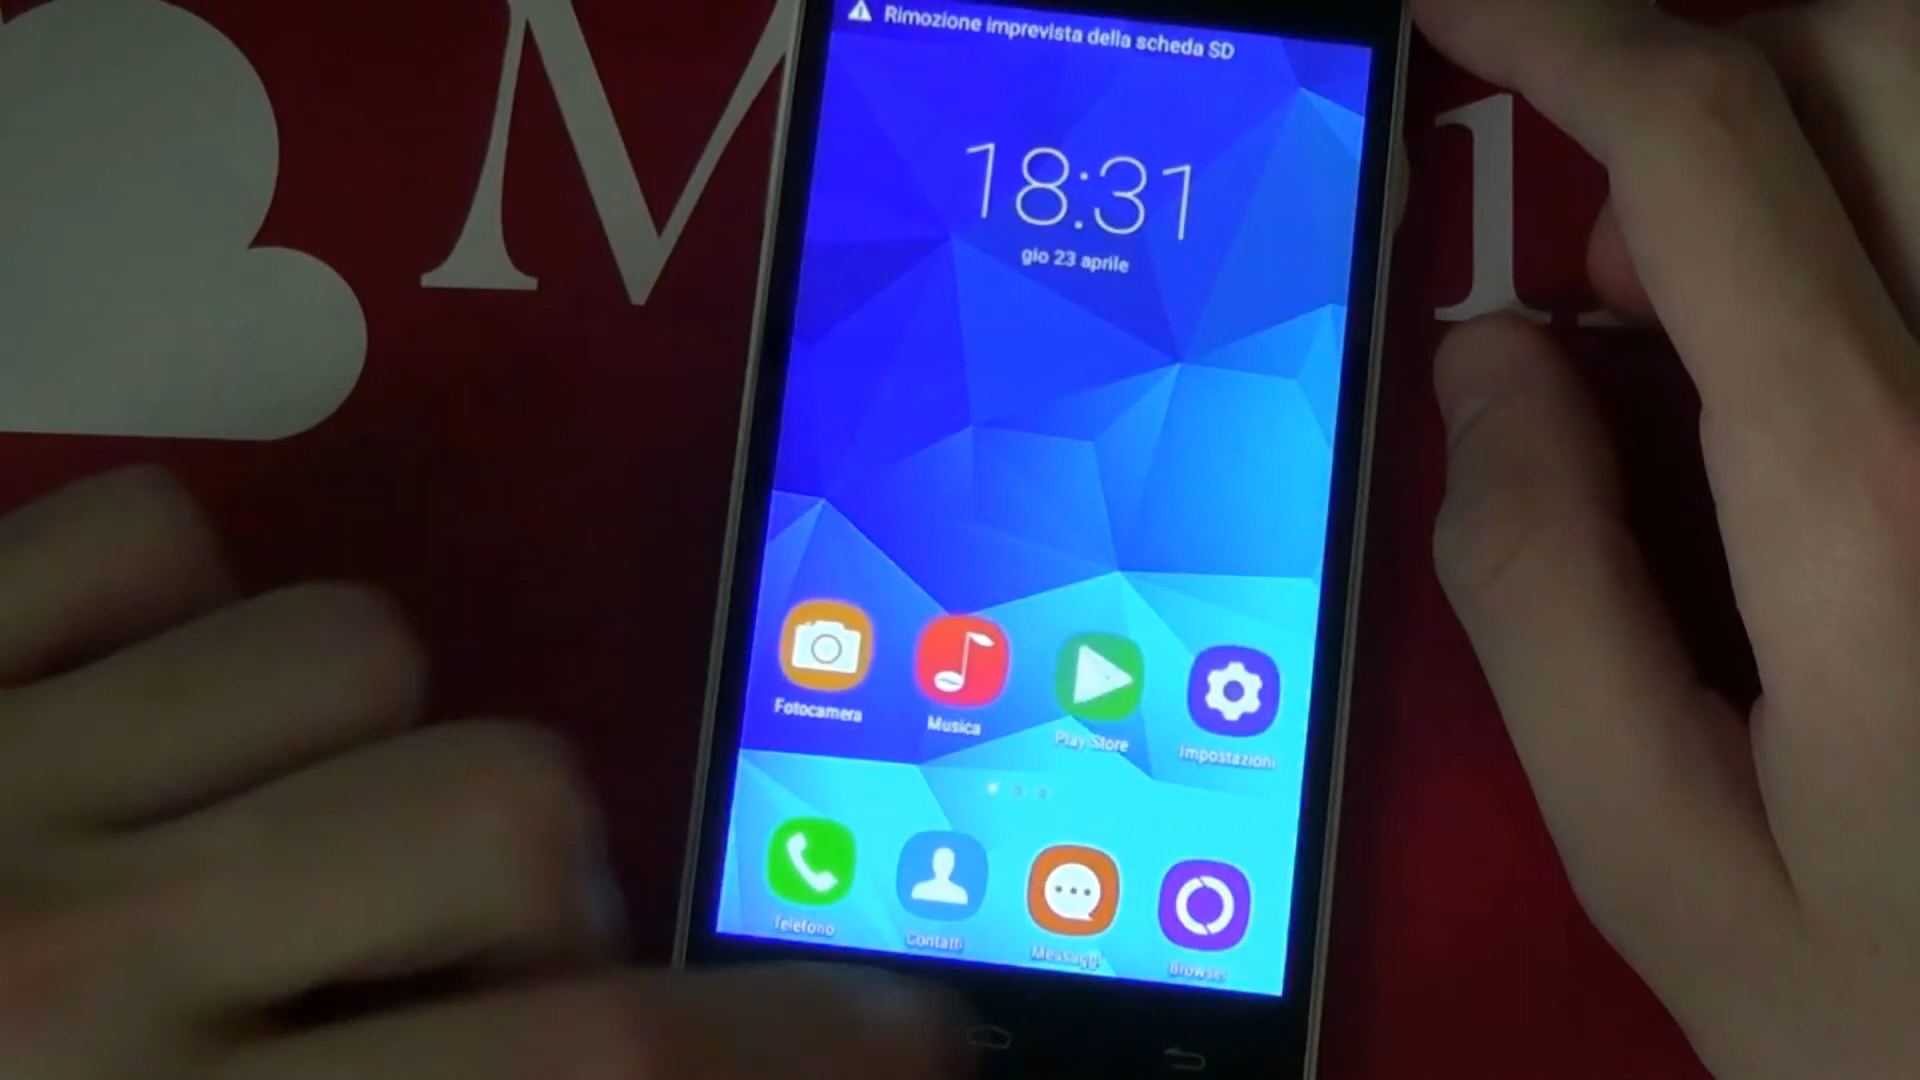 Rimozione imprevista della scheda SD
18:31
gio 23 aprile
Fotocamera
Musica
Play Store
Impostazioni
Telefono
Contatti
Messaggi
Browser